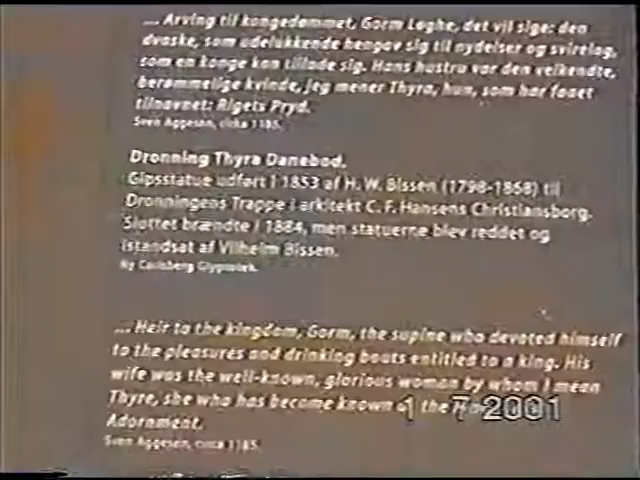 ... Arving til kongedømmet, Gorm Løghe, det vil sige: den
dvaske, som udelukkende hengav sig til nydelser og svirelag,
som en konge kan tillade sig. Hans hustru var den velkendte,
berømmelige kvinde, jeg mener Thyra, hun, som har fået
tilnavnet: Rigets Pryd.
Sven Aggesen, circa 1185.
Dronning Thyra Danebod.
Gipsstatue udført i 1853 af H. W. Bissen (1798-1868) til
Dronningens Trappe i arkitekt C. F. Hansens Christiansborg.
Slottet brændte i 1884, men statuerne blev reddet og
istandsat af Vilhelm Bissen.
Ny Carlsberg Glyptotek.
... Heir to the kingdom, Gorm, the supine who devoted himself
to the pleasures and drinking bouts entitled to a king. His
wife was the well-known, glorious woman by whom I mean
Thyre, she who has become known as the
Adornment.
Sven Aggesen, circa 1185.
1 7 2001